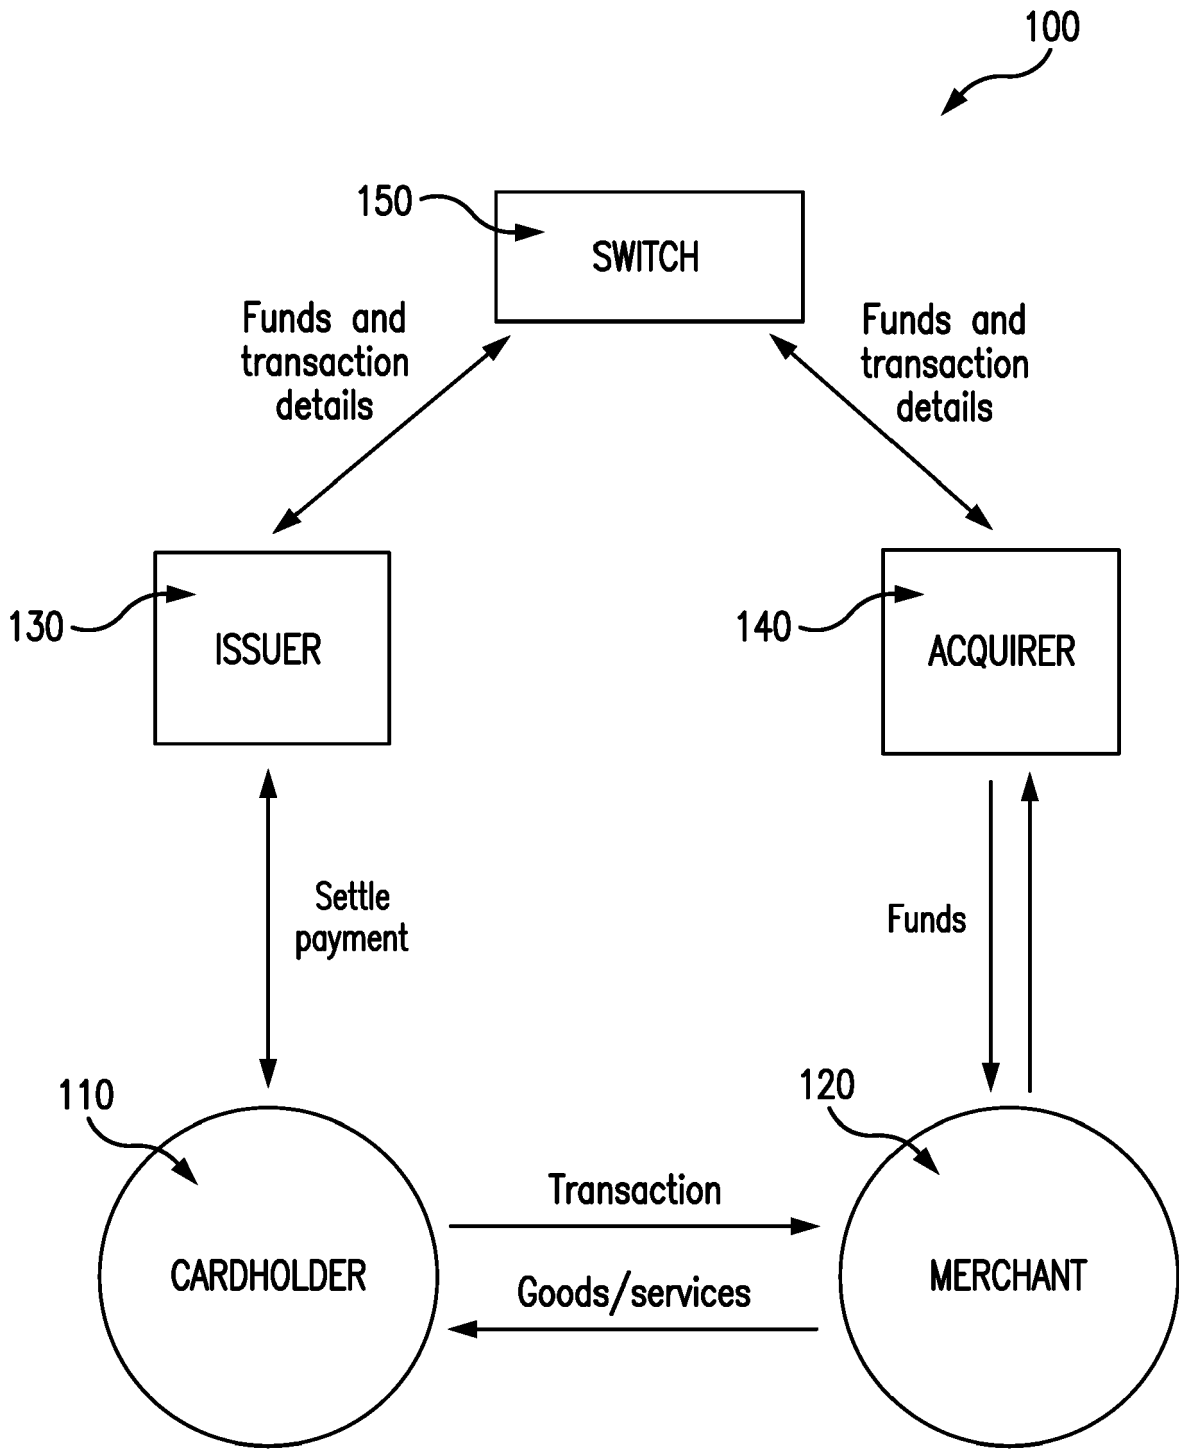 100
150
SWITCH
Funds and
transaction
details
Funds and
transaction
details
130
ISSUER
140
ACQUIRER
Settle
payment
Funds
110
120
Transaction
CARDHOLDER
MERCHANT
Goods/services